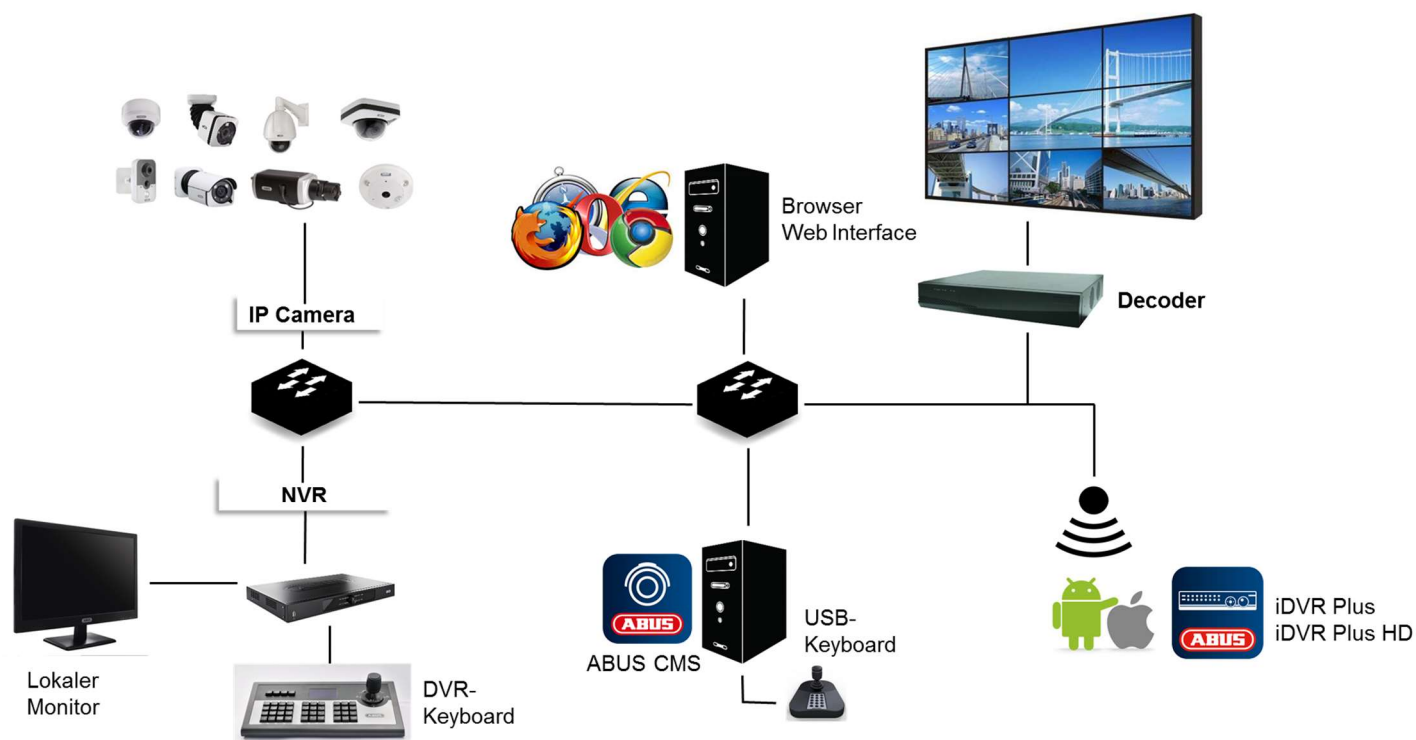 Browser
Web Interface
Decoder
IP Camera
NVR
Lokaler
Monitor
DVR-
Keyboard
ABUS
ABUS CMS
USB-
Keyboard
ABUS
iDVR Plus
iDVR Plus HD